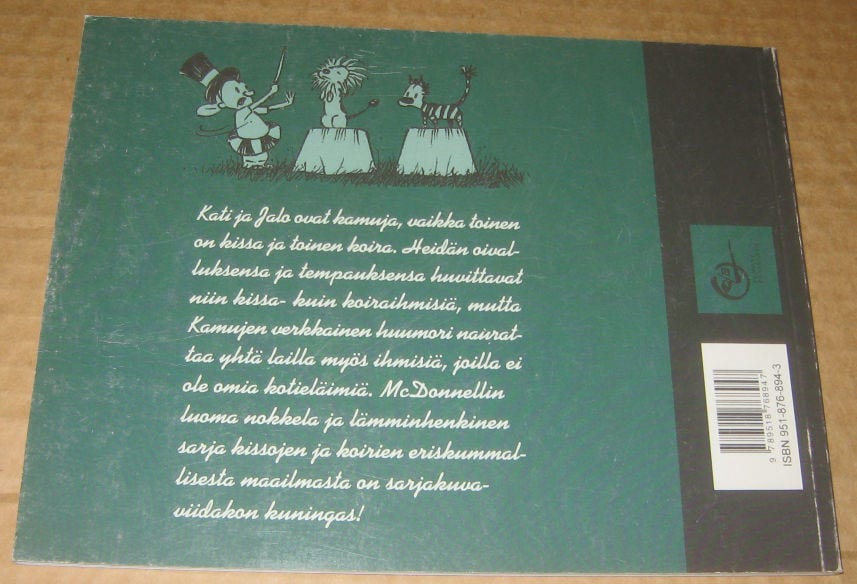 Kati ja Jalo ovat kamuja, vaikka toinen
on kissa ja toinen koira. Heidän oival-
luksensa ja tempauksensa huvittavat
niin kissa- kuin koiraihmisiä, mutta
Kamujen verkkainen huumori naurat-
taa yhtä lailla myös ihmisiä, joilla ei
ole omia kotieläimiä. McDonnellin
luoma nokkela ja lämminhenkinen
sarja kissojen ja koirien eriskummal-
lisesta maailmasta on sarjakuva-
viidakon kuningas!
9 789518 768947
ISBN 951-876-894-3